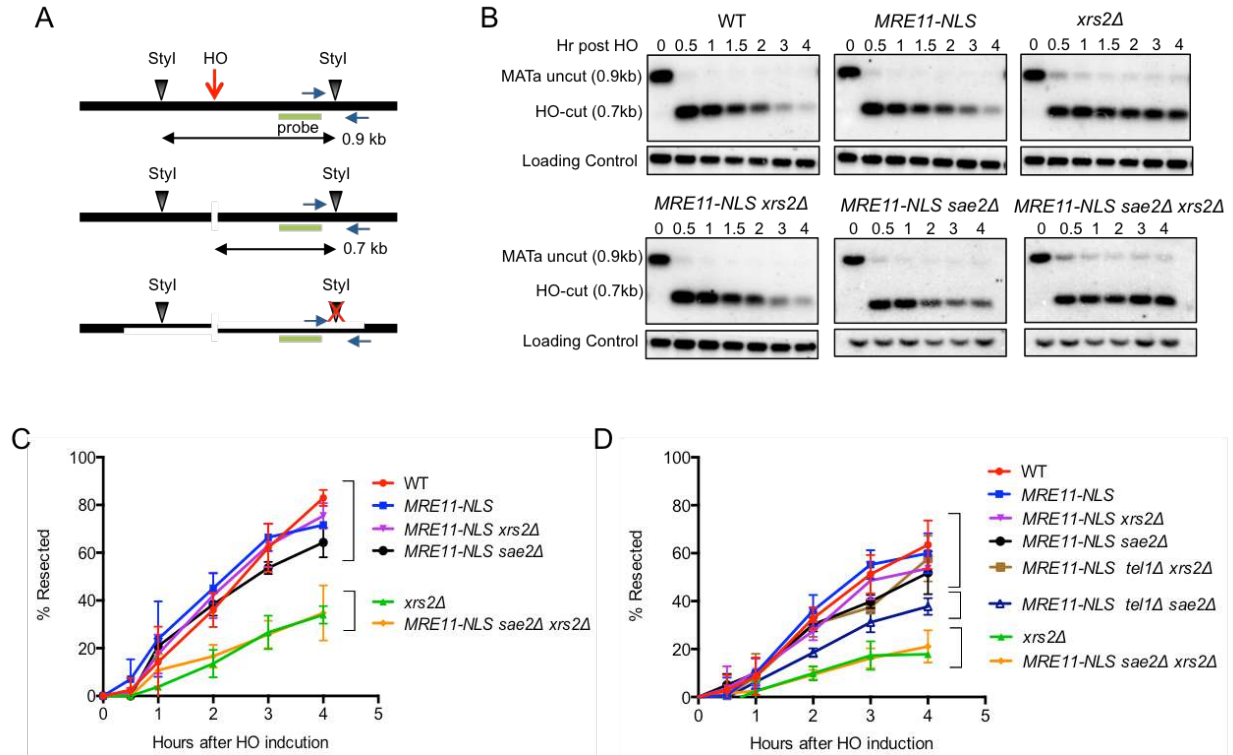 A
StyI HO StyI
probe
0.9 kb
StyI StyI
0.7 kb
StyI StyI
B
WT MRE11-NLS xrs2Δ
Hr post HO 0 0.5 1 1.5 2 3 4 0 0.5 1 1.5 2 3 4 0 0.5 1 1.5 2 3 4
MATa uncut (0.9kb)
HO-cut (0.7kb)
Loading Control
MRE11-NLS xrs2Δ MRE11-NLS sae2Δ MRE11-NLS sae2Δ xrs2Δ
0 0.5 1 1.5 2 3 4 0 0.5 1 2 3 4 0 0.5 1 2 3 4
MATa uncut (0.9kb)
HO-cut (0.7kb)
Loading Control
C
% Resected
100
80
60
40
20
0
0 1 2 3 4 5
Hours after HO indcution
WT
MRE11-NLS
MRE11-NLS xrs2Δ
MRE11-NLS sae2Δ
xrs2Δ
MRE11-NLS sae2Δ xrs2Δ
D
% Resected
100
80
60
40
20
0
0 1 2 3 4 5
Hours after HO induction
WT
MRE11-NLS
MRE11-NLS xrs2Δ
MRE11-NLS sae2Δ
MRE11-NLS tel1Δ xrs2Δ
MRE11-NLS tel1Δ sae2Δ
xrs2Δ
MRE11-NLS sae2Δ xrs2Δ